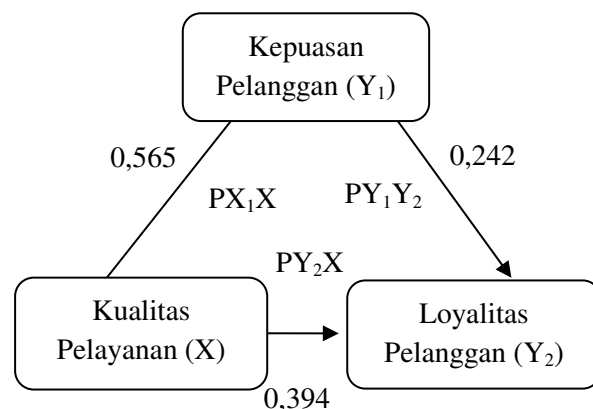 Kepuasan
Pelanggan (Y₁)
0,565
0,242
PX₁X
PY₁Y₂
PY₂X
Kualitas
Pelayanan (X)
Loyalitas
Pelanggan (Y₂)
0,394